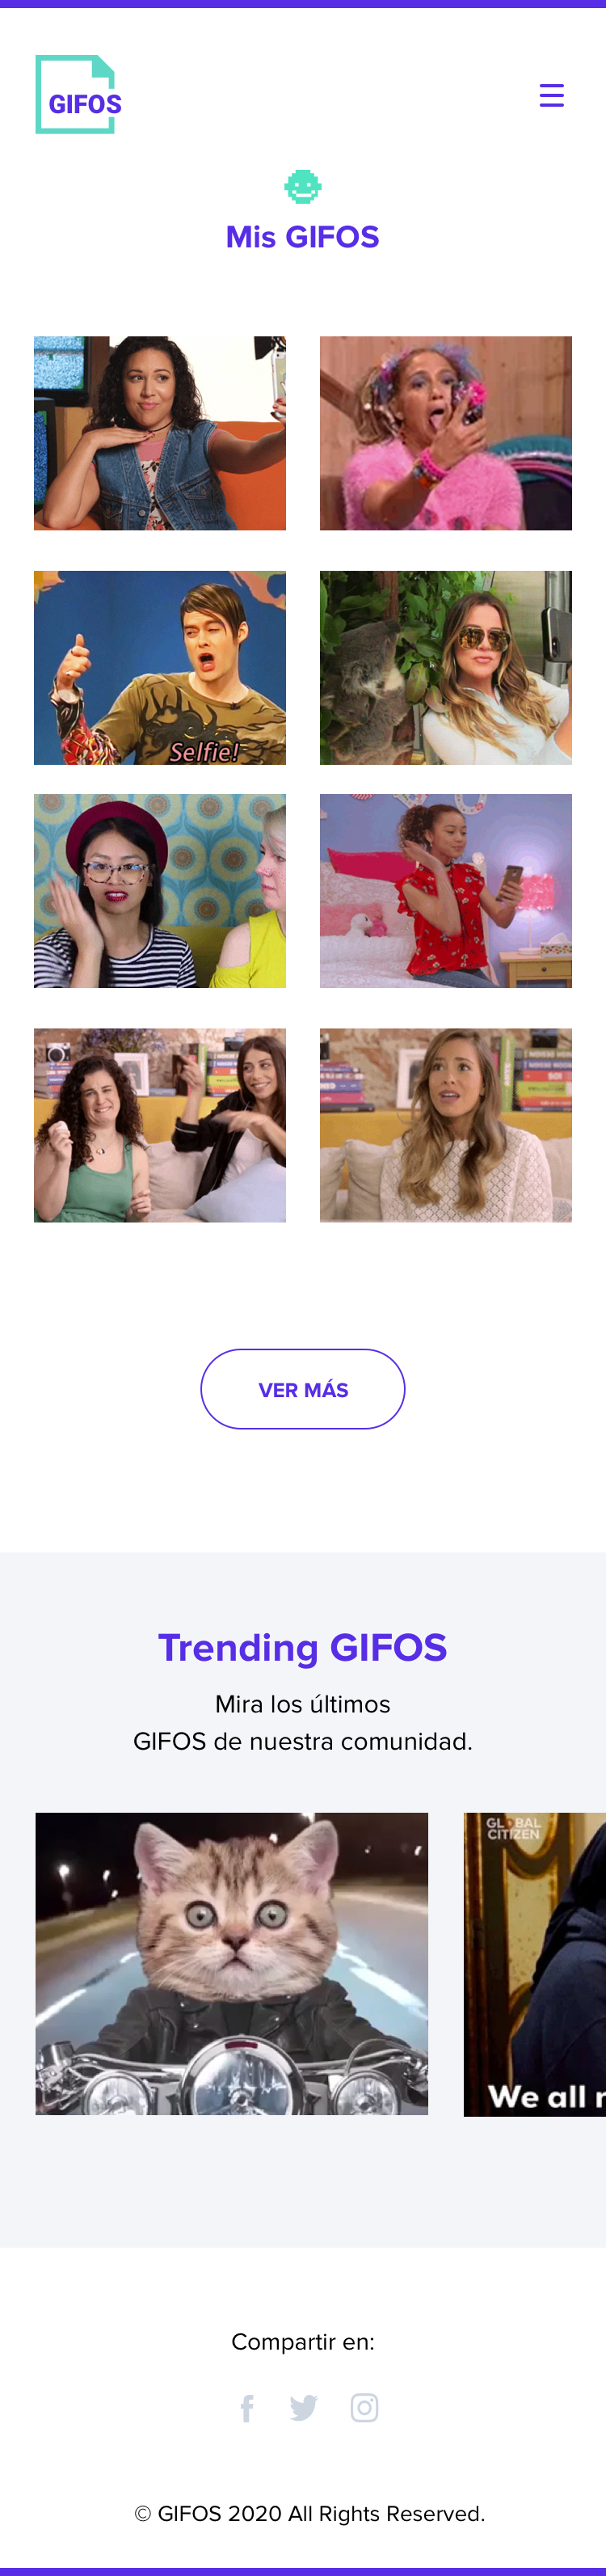 GIFOS
Mis GIFOS
Selfie!
VER MÁS
Trending GIFOS
Mira los últimos
GIFOS de nuestra comunidad.
GLOBAL
CITIZEN
We all
Compartir en:
© GIFOS 2020 All Rights Reserved.